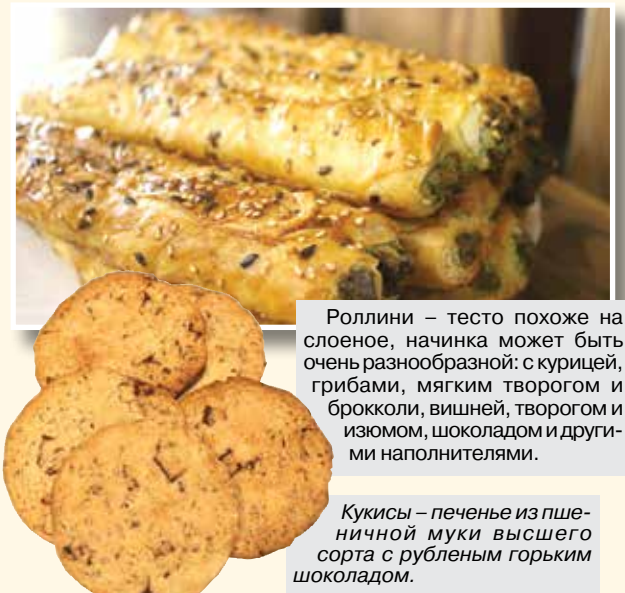 Роллини – тесто похоже на
слоеное, начинка может быть
очень разнообразной: с курицей,
грибами, мягким творогом и
брокколи, вишней, творогом и
изюмом, шоколадом и други-
ми наполнителями.
Кукисы – печенье из пше-
ничной муки высшего
сорта с рубленым горьким
шоколадом.